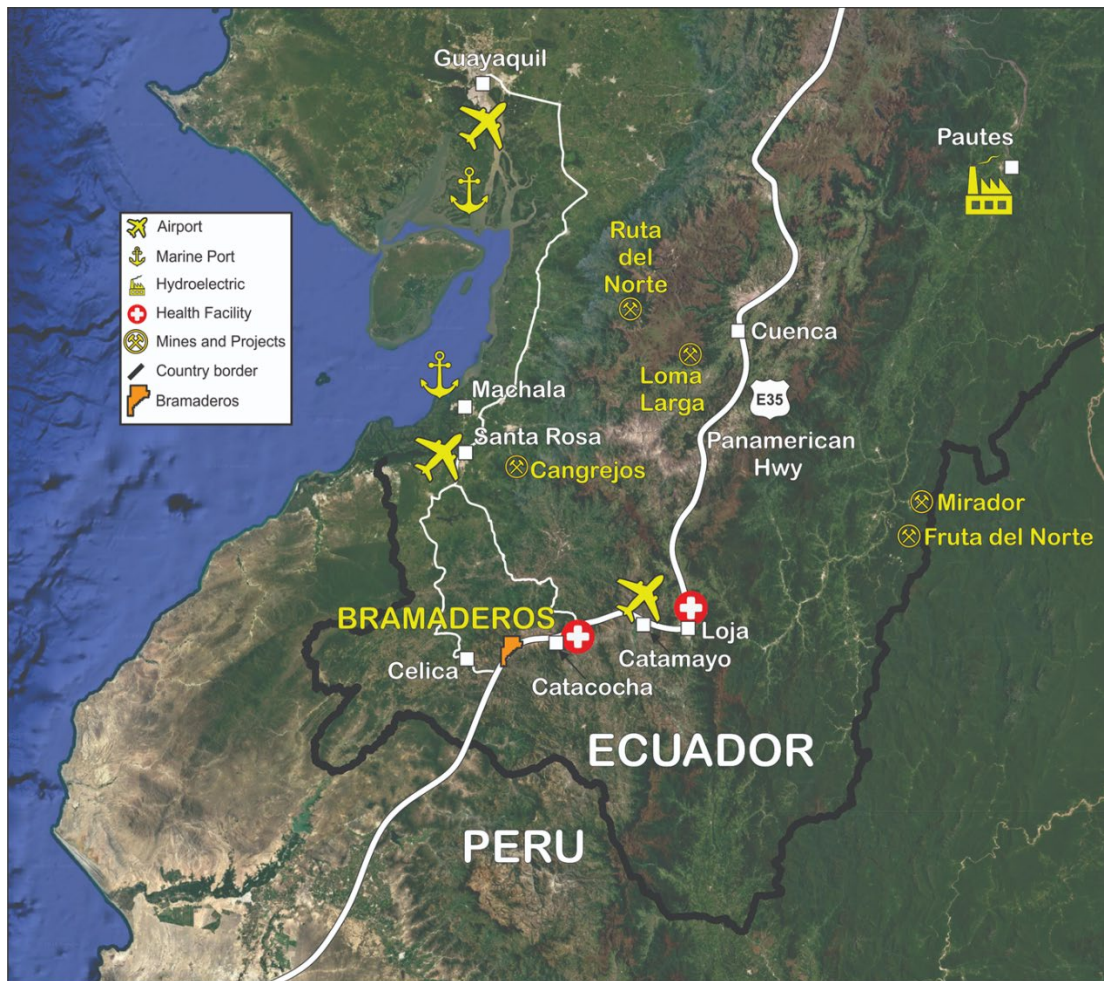 Guayaquil
Pautes
Airport
Marine Port
Hydroelectric
Health Facility
Mines and Projects
Country border
Bramaderos
Ruta
del
Norte
Cuenca
Loma
Larga
E35
Panamerican
Hwy
Machala
Santa Rosa
Cangrejos
Mirador
Fruta del Norte
BRAMADEROS
Loja
Catamayo
Celica
Catacocha
ECUADOR
PERU